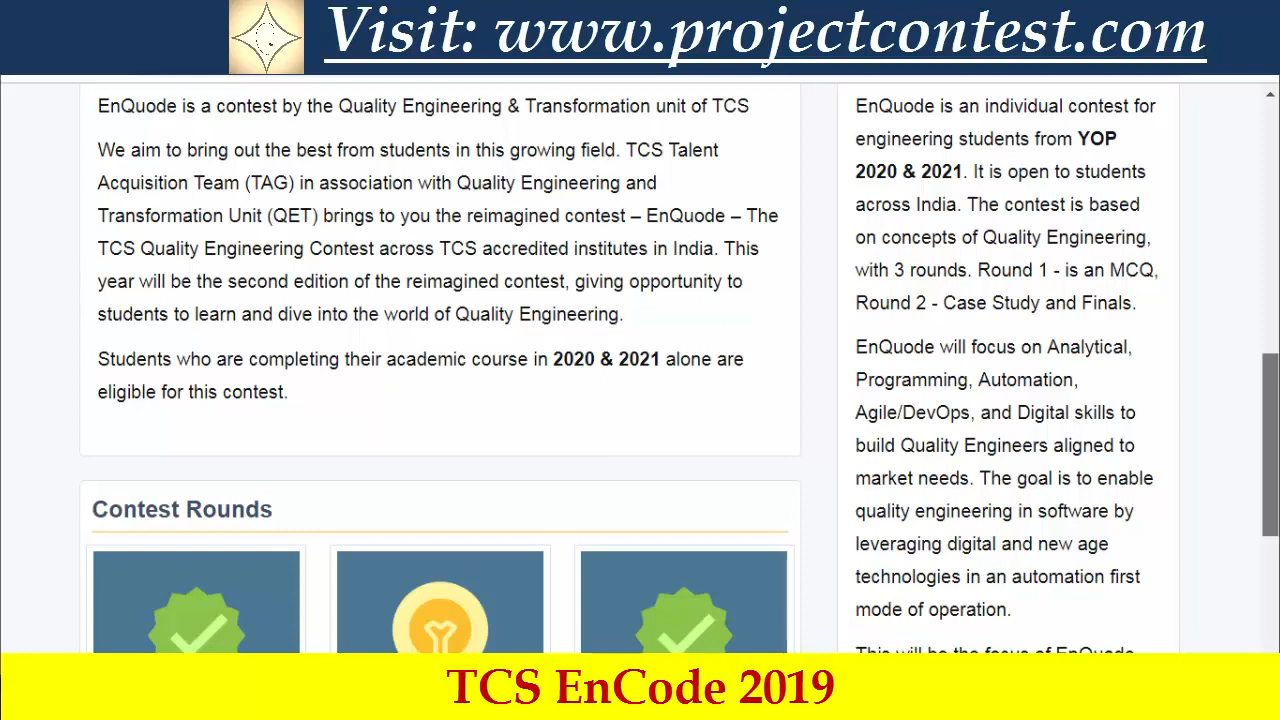 Visit: www.projectcontest.com
EnQuode is a contest by the Quality Engineering & Transformation unit of TCS
We aim to bring out the best from students in this growing field. TCS Talent
Acquisition Team (TAG) in association with Quality Engineering and
Transformation Unit (QET) brings to you the reimagined contest – EnQuode – The
TCS Quality Engineering Contest across TCS accredited institutes in India. This
year will be the second edition of the reimagined contest, giving opportunity to
students to learn and dive into the world of Quality Engineering.
Students who are completing their academic course in 2020 & 2021 alone are
eligible for this contest.
Contest Rounds
EnQuode is an individual contest for
engineering students from YOP
2020 & 2021. It is open to students
across India. The contest is based
on concepts of Quality Engineering,
with 3 rounds. Round 1 - is an MCQ,
Round 2 - Case Study and Finals.
EnQuode will focus on Analytical,
Programming, Automation,
Agile/DevOps, and Digital skills to
build Quality Engineers aligned to
market needs. The goal is to enable
quality engineering in software by
leveraging digital and new age
technologies in an automation first
mode of operation.
This will be the focus of EnQuode
TCS EnCode 2019